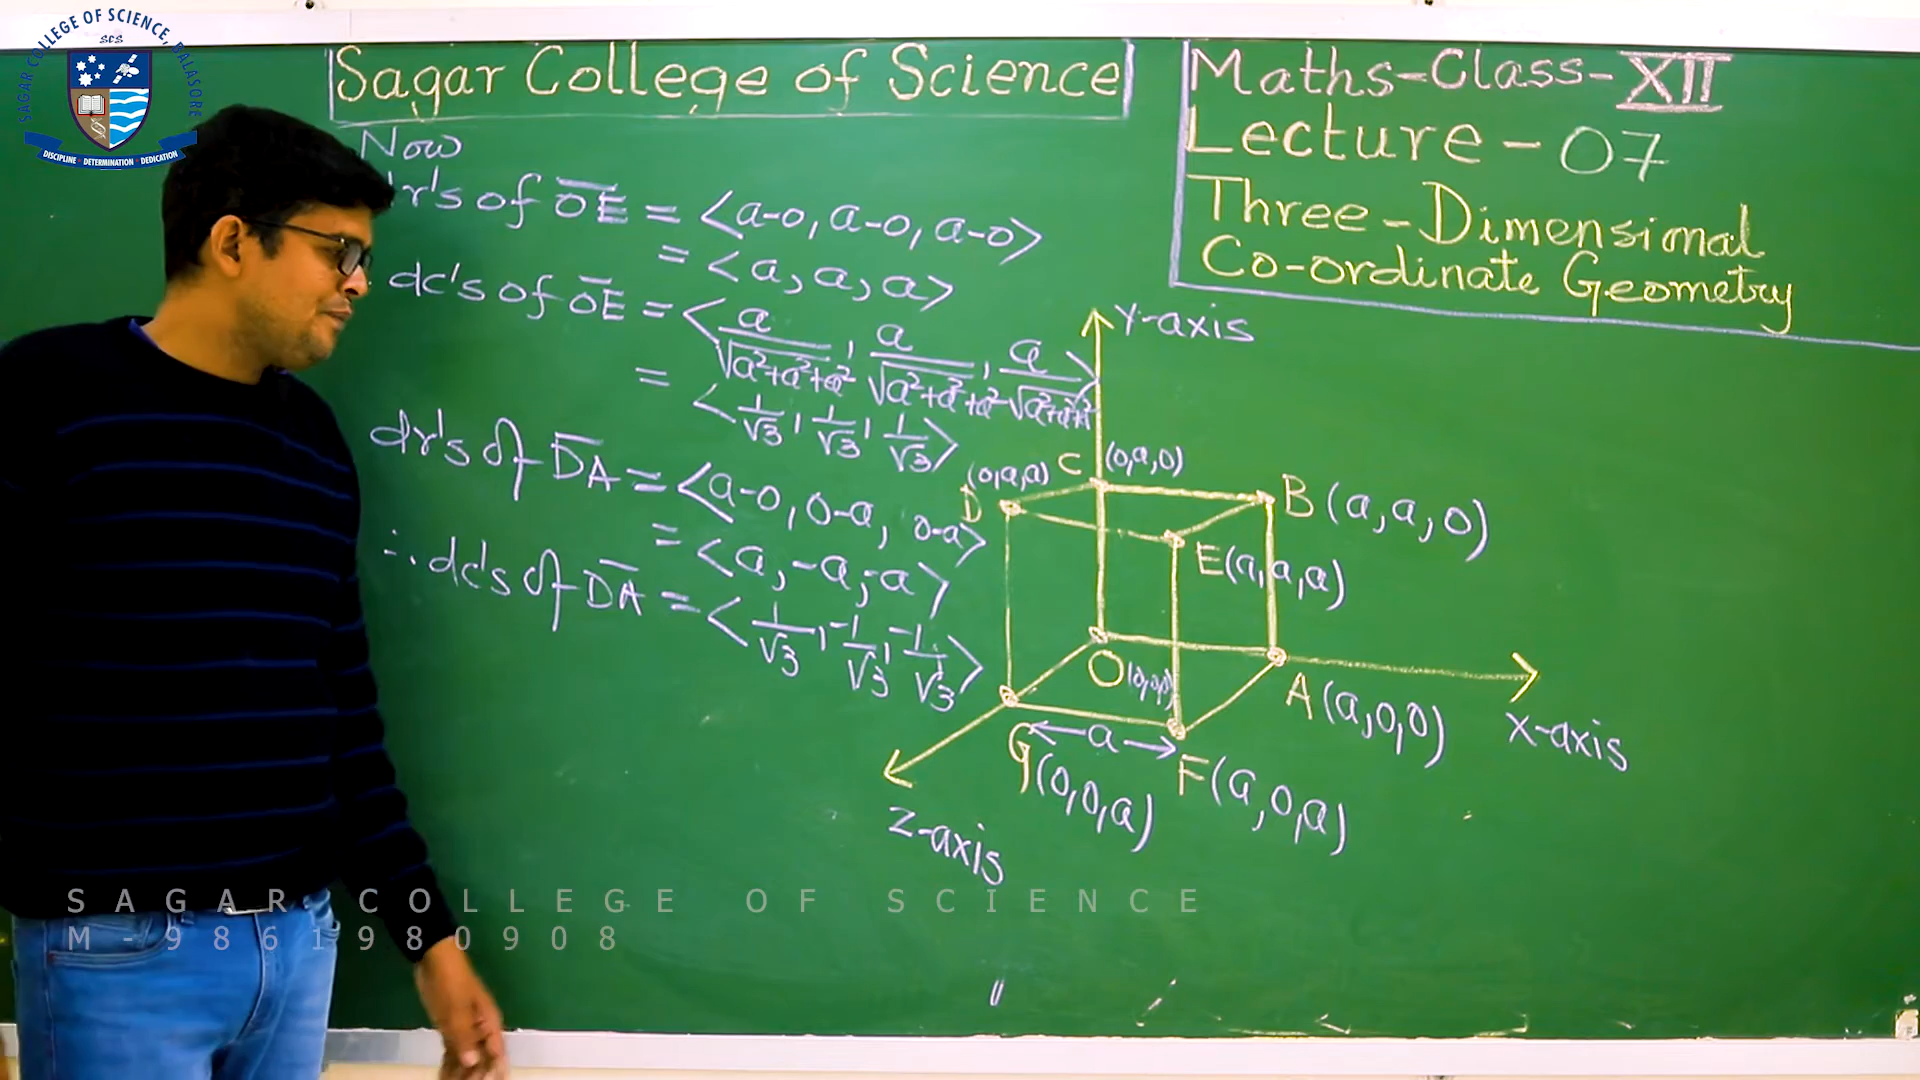 SAGAR COLLEGE OF SCIENCE, BALASORE
SCS
DISCIPLINE DETERMINATION DEDICATION
Sagar College of Science
Maths-Class-XII
Lecture-07
Three-Dimensional
Co-ordinate Geometry
Now
r's of OE = <a-0, a-0, a-0>
= <a, a, a>
dc's of OE = <a/√a²+a²+a², a/√a²+a²+a², a/√a²+a²+a²>
= <1/√3, 1/√3, 1/√3>
dr's of DA = <a-0, 0-a, 0-a>
= <a, -a, -a>
∴ dc's of DA = <1/√3, -1/√3, -1/√3>
Y-axis
(0,a,a) C (0,a,0)
D
B (a,a,0)
E(a,a,a)
O(0,0,0)
A (a,0,0)
X-axis
←a→
G(0,0,a)
F(a,0,a)
Z-axis
SAGAR COLLEGE OF SCIENCE
M-9861980908